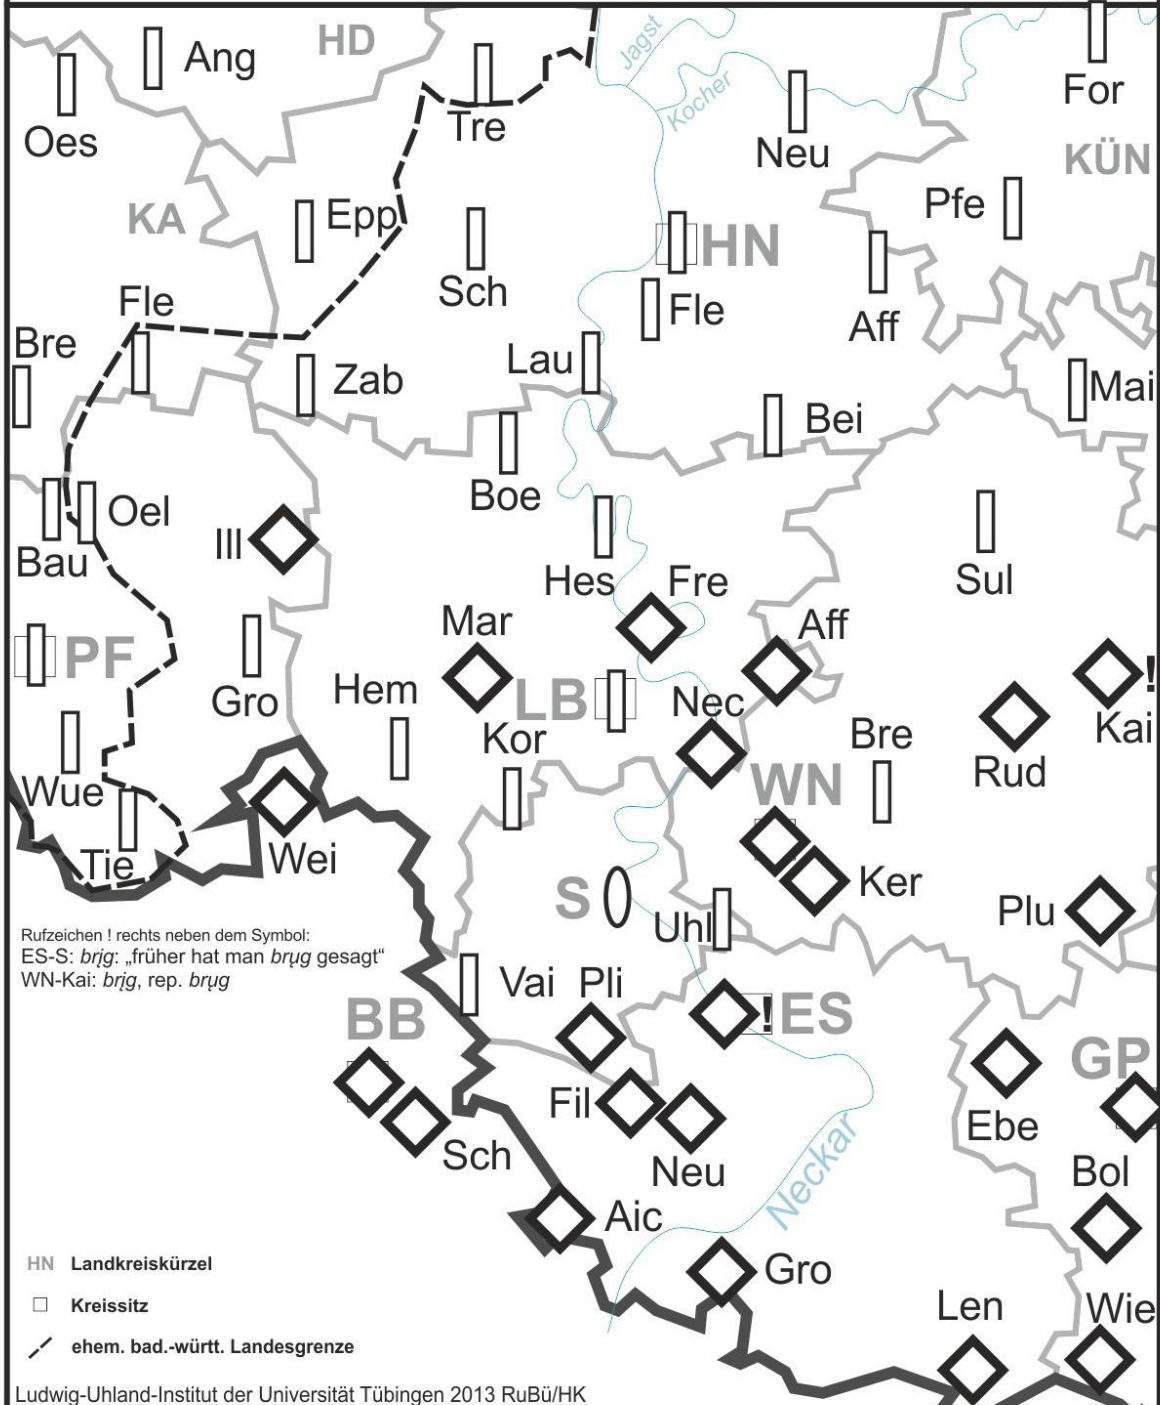 Ang
HD
Jagst
For
Oes
Tre
Kocher
Neu
KÜN
KA
Epp
Pfe
HN
Sch
Fle
Fle
Aff
Bre
Lau
Zab
Mai
Bei
Boe
Oel
Ill
Bau
Sul
Hes
Fre
Mar
Aff
PF
Gro
Hem
LB
Nec
! Kai
Kor
Bre
Rud
Wue
WN
Tie
Wei
Ker
S
Uhl
Plu
Rufzeichen ! rechts neben dem Symbol:
ES-S: brįg: „früher hat man brųg gesagt“
WN-Kai: brįg, rep. brųg
Vai
Pli
BB
!ES
GP
Fil
Ebe
Sch
Neu
Neckar
Bol
Aic
Gro
HN Landkreiskürzel
Len
Wie
Kreissitz
ehem. bad.-württ. Landesgrenze
Ludwig-Uhland-Institut der Universität Tübingen 2013 RuBü/HK